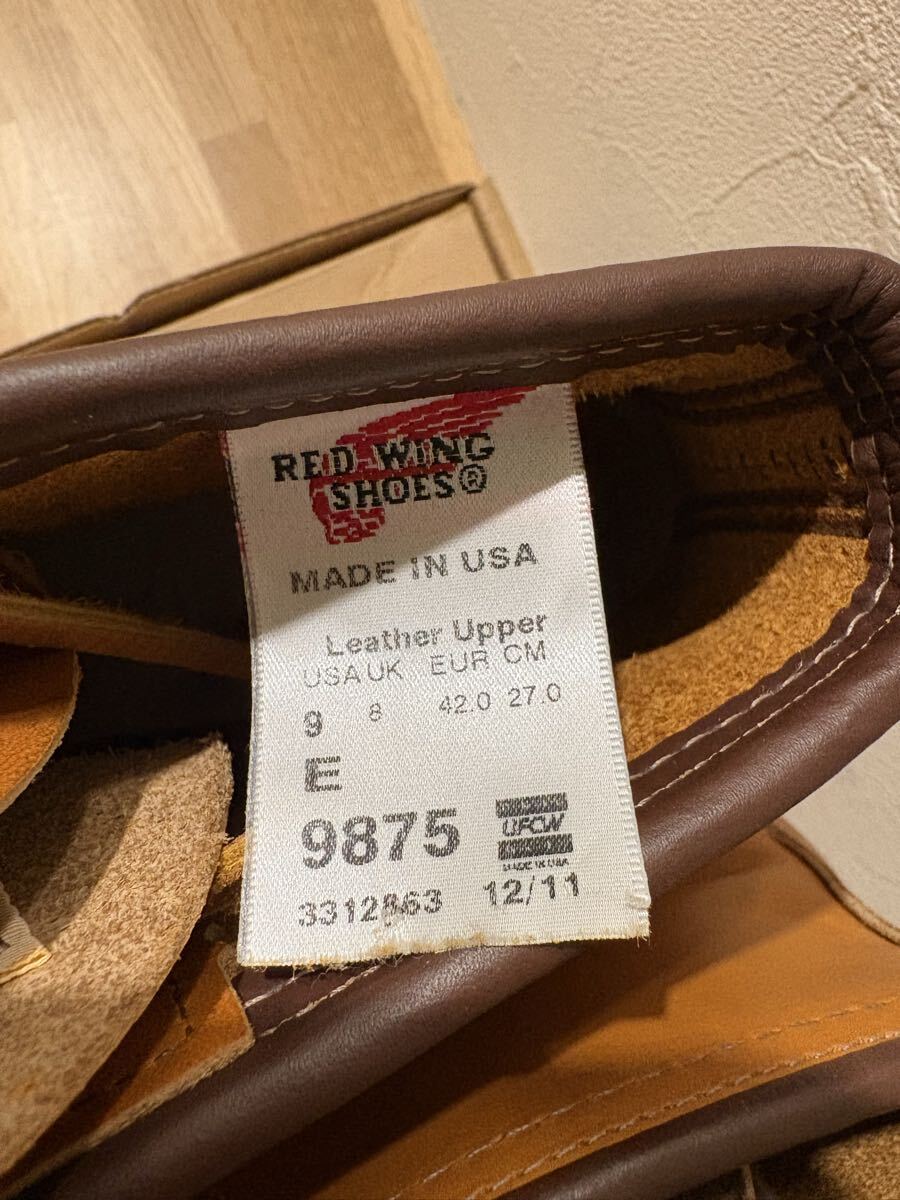 RED WING
SHOES®
MADE IN USA
Leather Upper
USA UK EUR CM
9 8 42.0 27.0
E
9875
UFCW
MADE IN USA
3312863 12/11